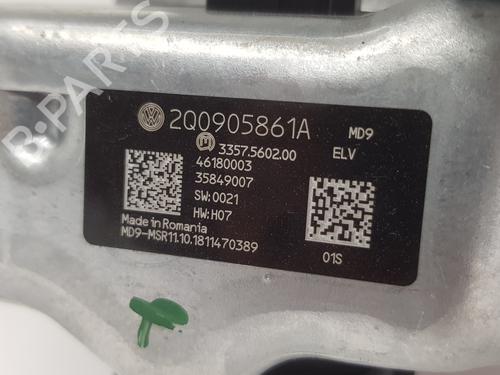 2Q0905861A MD9
3357.5602.00 ELV
46180003
35849007
SW:0021
HW:H07
Made in Romania
MD9-MSR11.10.1811470389
01S
B-PARTS